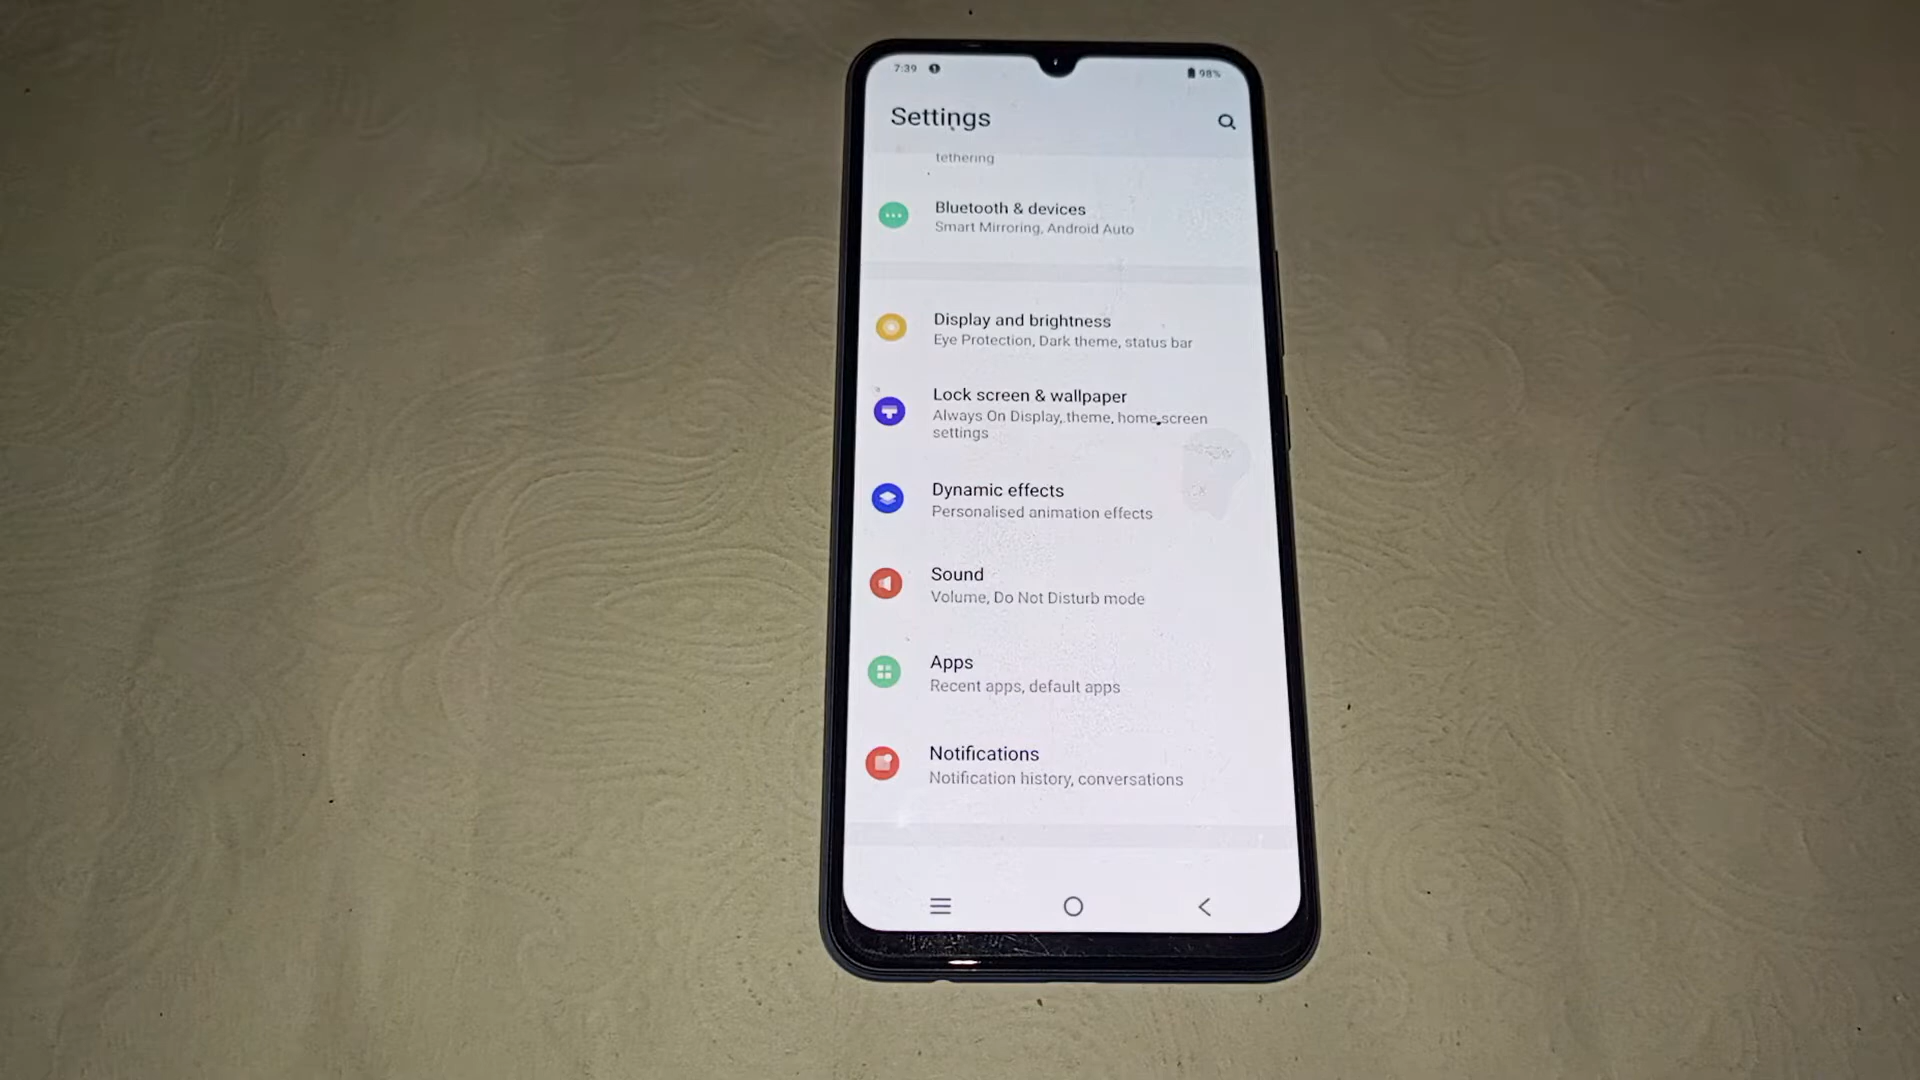 7:39
98%
Settings
tethering
Bluetooth & devices
Smart Mirroring, Android Auto
Display and brightness
Eye Protection, Dark theme, status bar
Lock screen & wallpaper
Always On Display, theme, home screen
settings
Dynamic effects
Personalised animation effects
Sound
Volume, Do Not Disturb mode
Apps
Recent apps, default apps
Notifications
Notification history, conversations